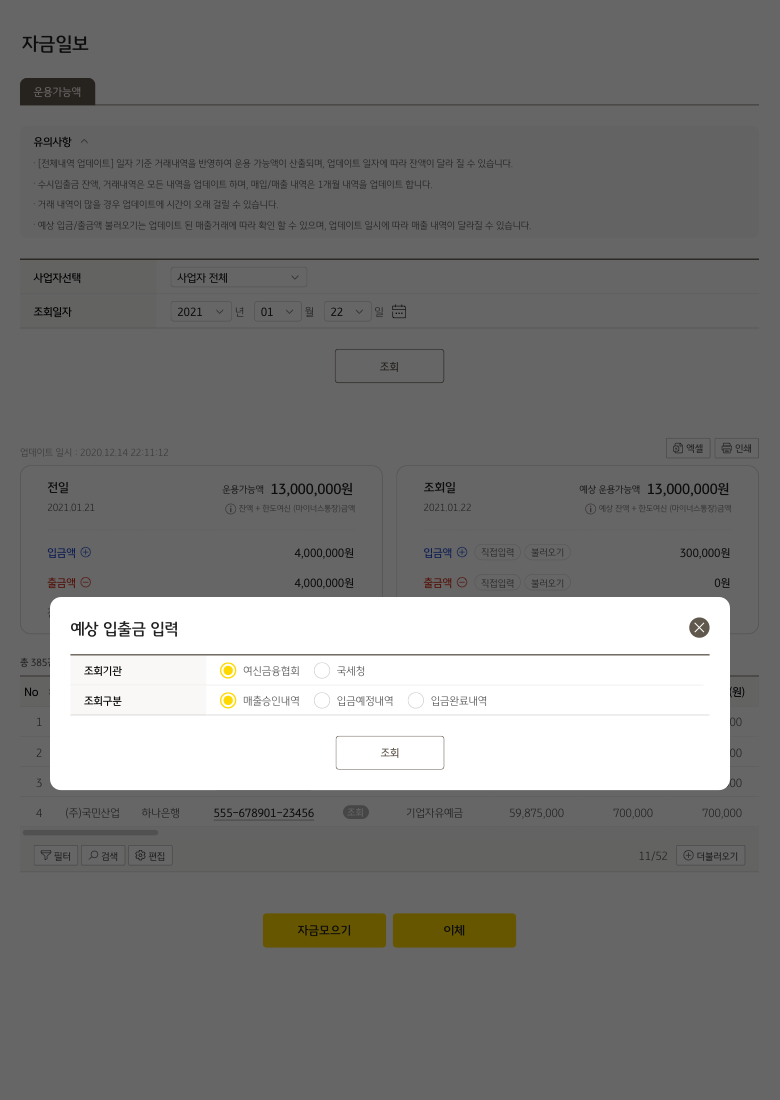 자금일보
운용가능액
유의사항
· [전체내역 업데이트] 일자 기준 거래내역을 반영하여 운용 가능액이 산출되며, 업데이트 일자에 따라 잔액이 달라 질 수 있습니다.
· 수시입출금 잔액, 거래내역은 모든 내역을 업데이트 하며, 매입/매출 내역은 1개월 내역을 업데이트 합니다.
· 거래 내역이 많을 경우 업데이트에 시간이 오래 걸릴 수 있습니다.
· 예상 입금/출금액 불러오기는 업데이트 된 매출거래에 따라 확인 할 수 있으며, 업데이트 일시에 따라 매출 내역이 달라질 수 있습니다.
사업자선택 사업자 전체
조회일자 2021 년 01 월 22 일
조회
업데이트 일시 : 2020.12.14 22:11:12 엑셀 인쇄
전일 운용가능액 13,000,000원
2021.01.21 잔액 + 한도여신 (마이너스통장)금액
입금액 4,000,000원
출금액 4,000,000원
조회일 예상 운용가능액 13,000,000원
2021.01.22 예상 잔액 + 한도여신 (마이너스통장)금액
입금액 직접입력 불러오기 300,000원
출금액 직접입력 불러오기 0원
예상 입출금 입력
조회기관 여신금융협회 국세청
조회구분 매출승인내역 입금예정내역 입금완료내역
조회
총 385
No (원)
1 00
2 00
3 00
4 (주)국민산업 하나은행 555-678901-23456 조회 기업자유예금 59,875,000 700,000 700,000
필터 검색 편집 11/52 더불러오기
자금모으기 이체